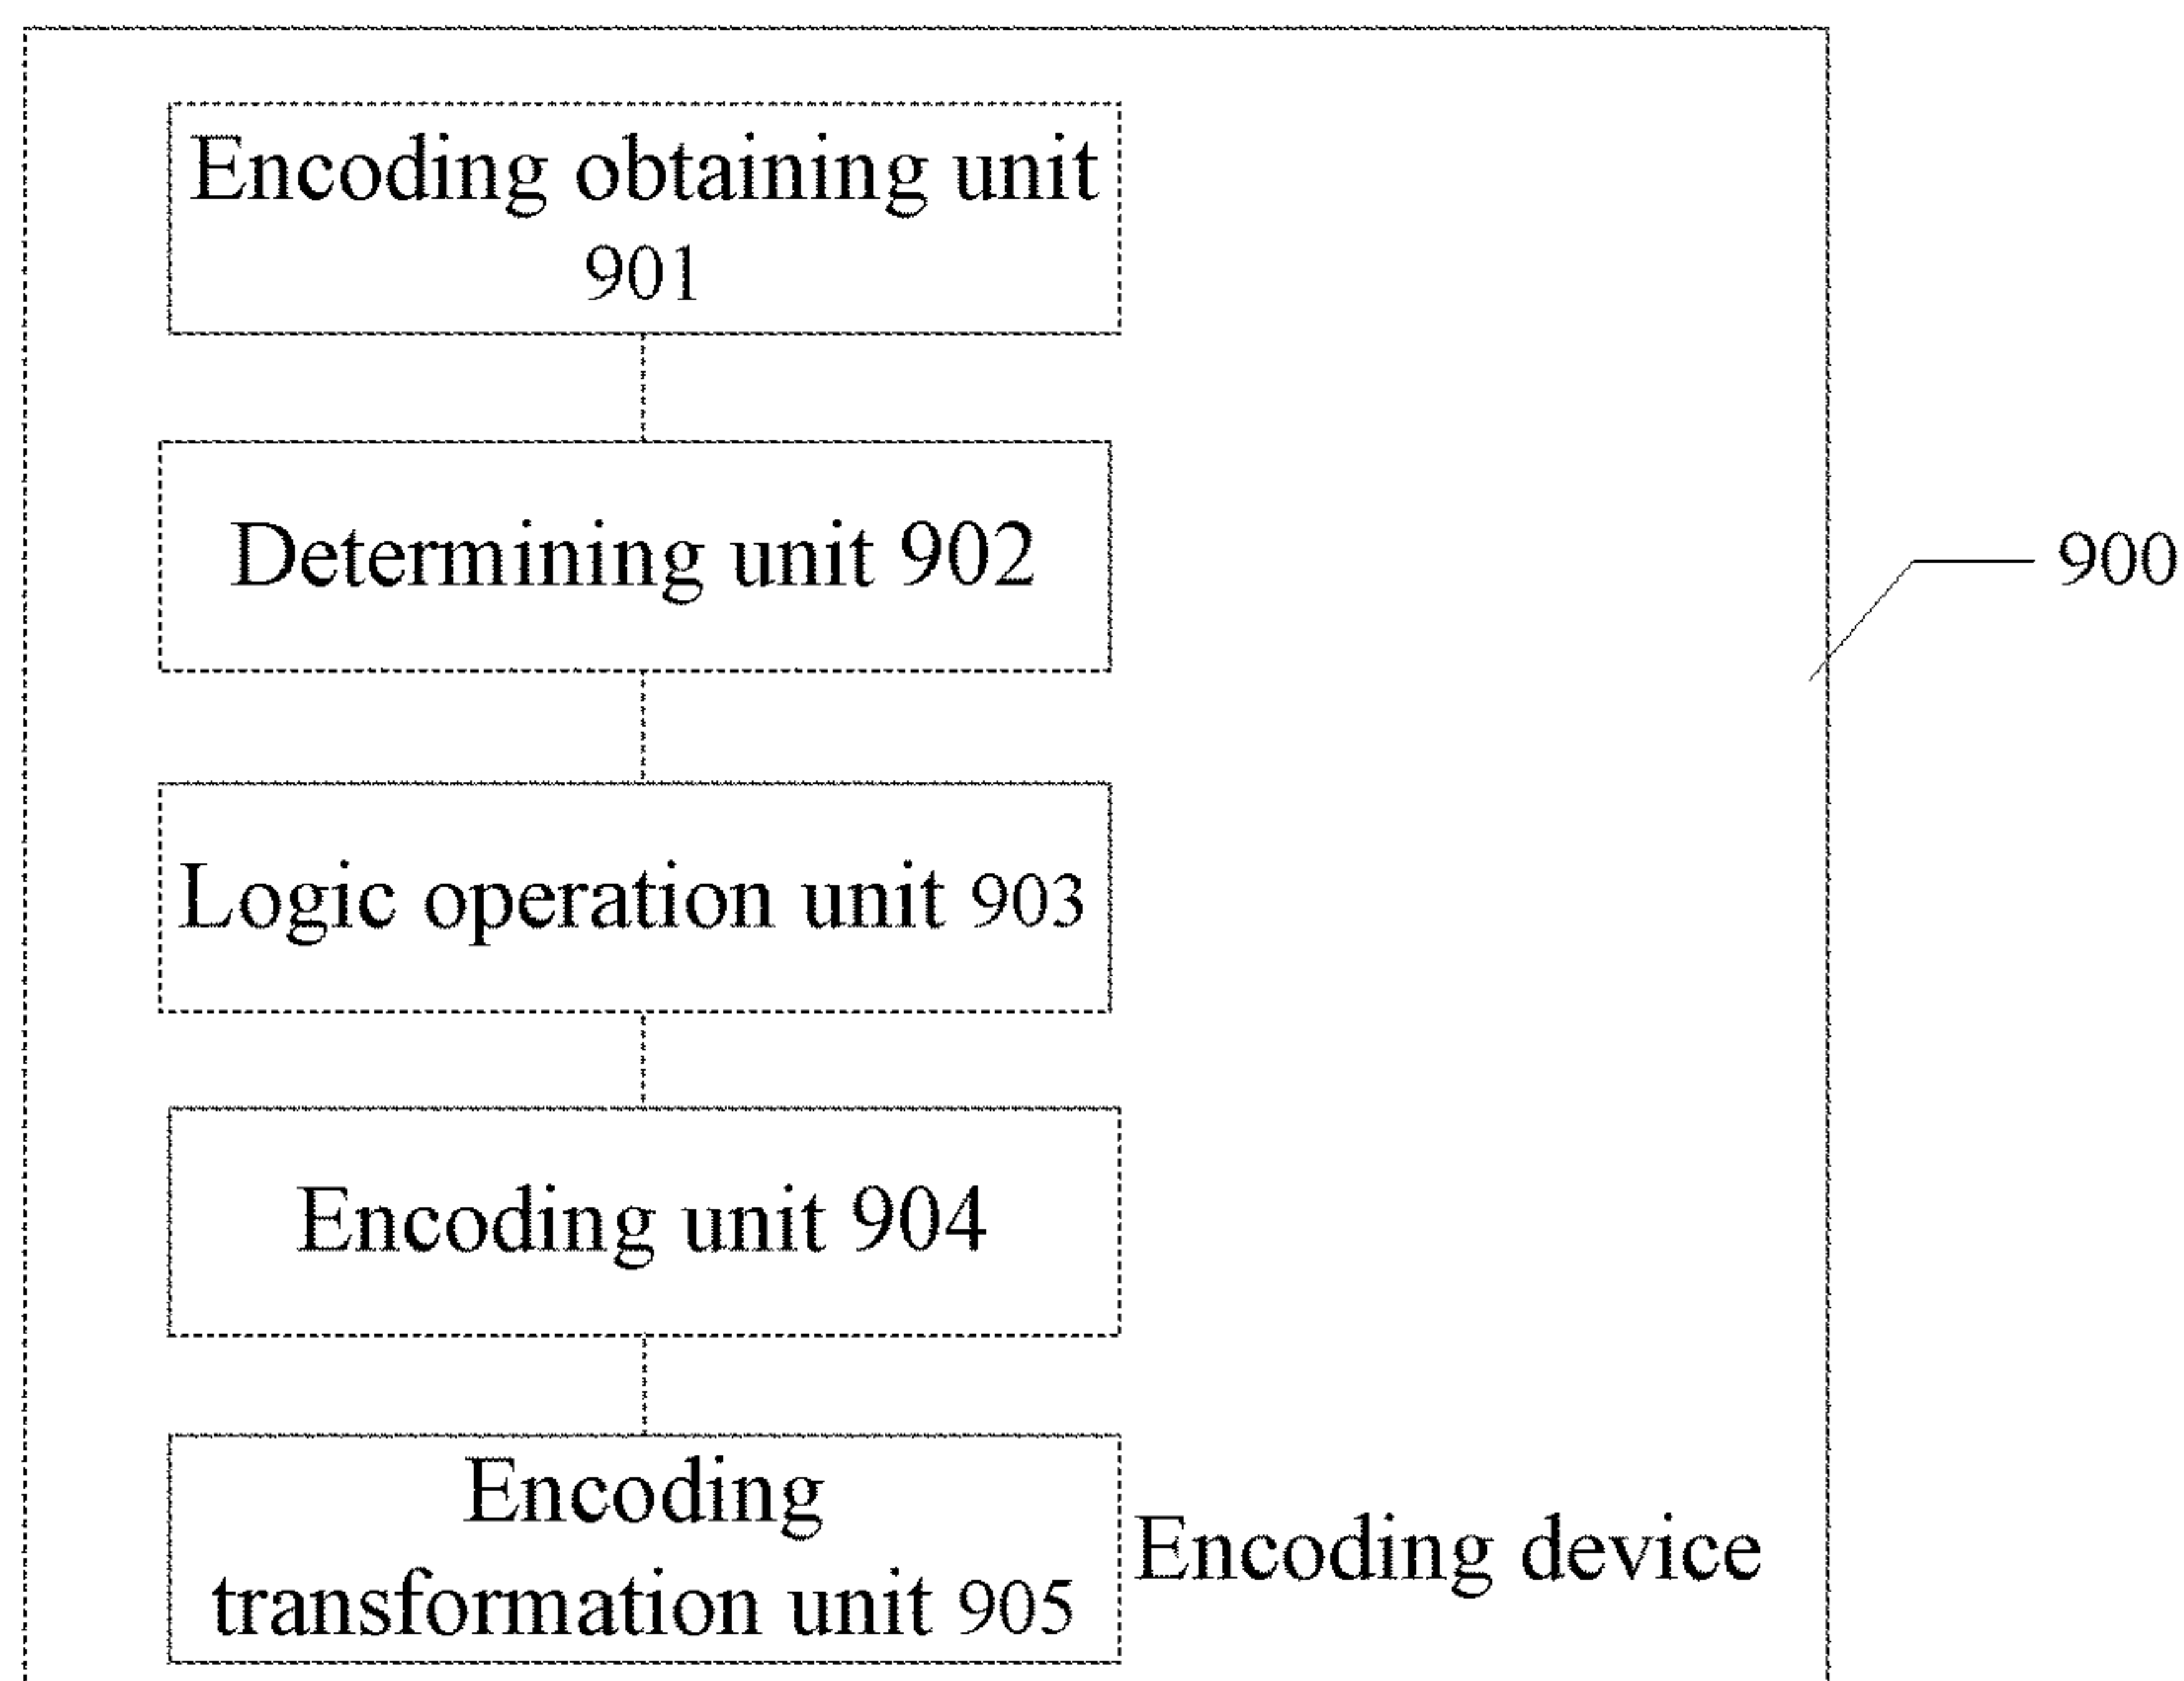 Encoding obtaining unit
901
Determining unit 902
900
Logic operation unit 903
Encoding unit 904
Encoding
transformation unit 905
Encoding device